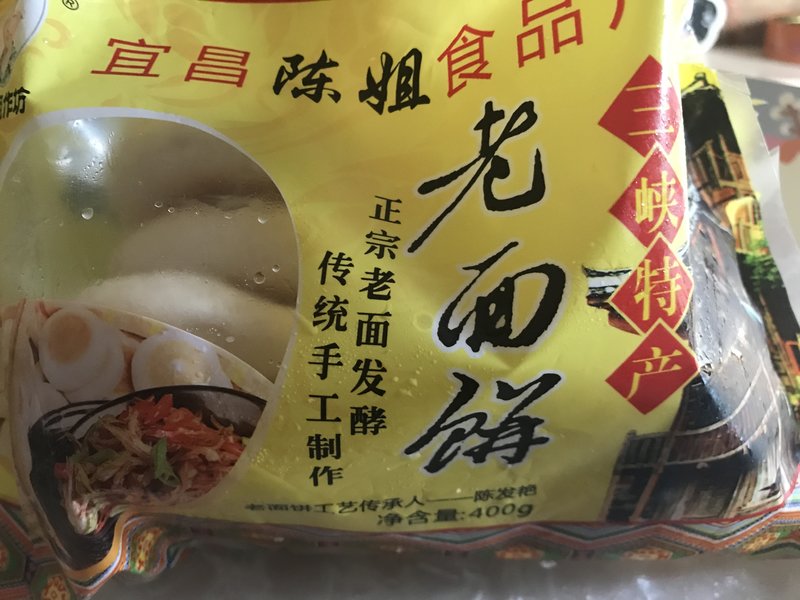 ®
宜昌陈姐食品厂
作坊
老面饼
三峡特产
正宗老面发酵
传统手工制作
老面饼工艺传承人——陈发艳
净含量:400g